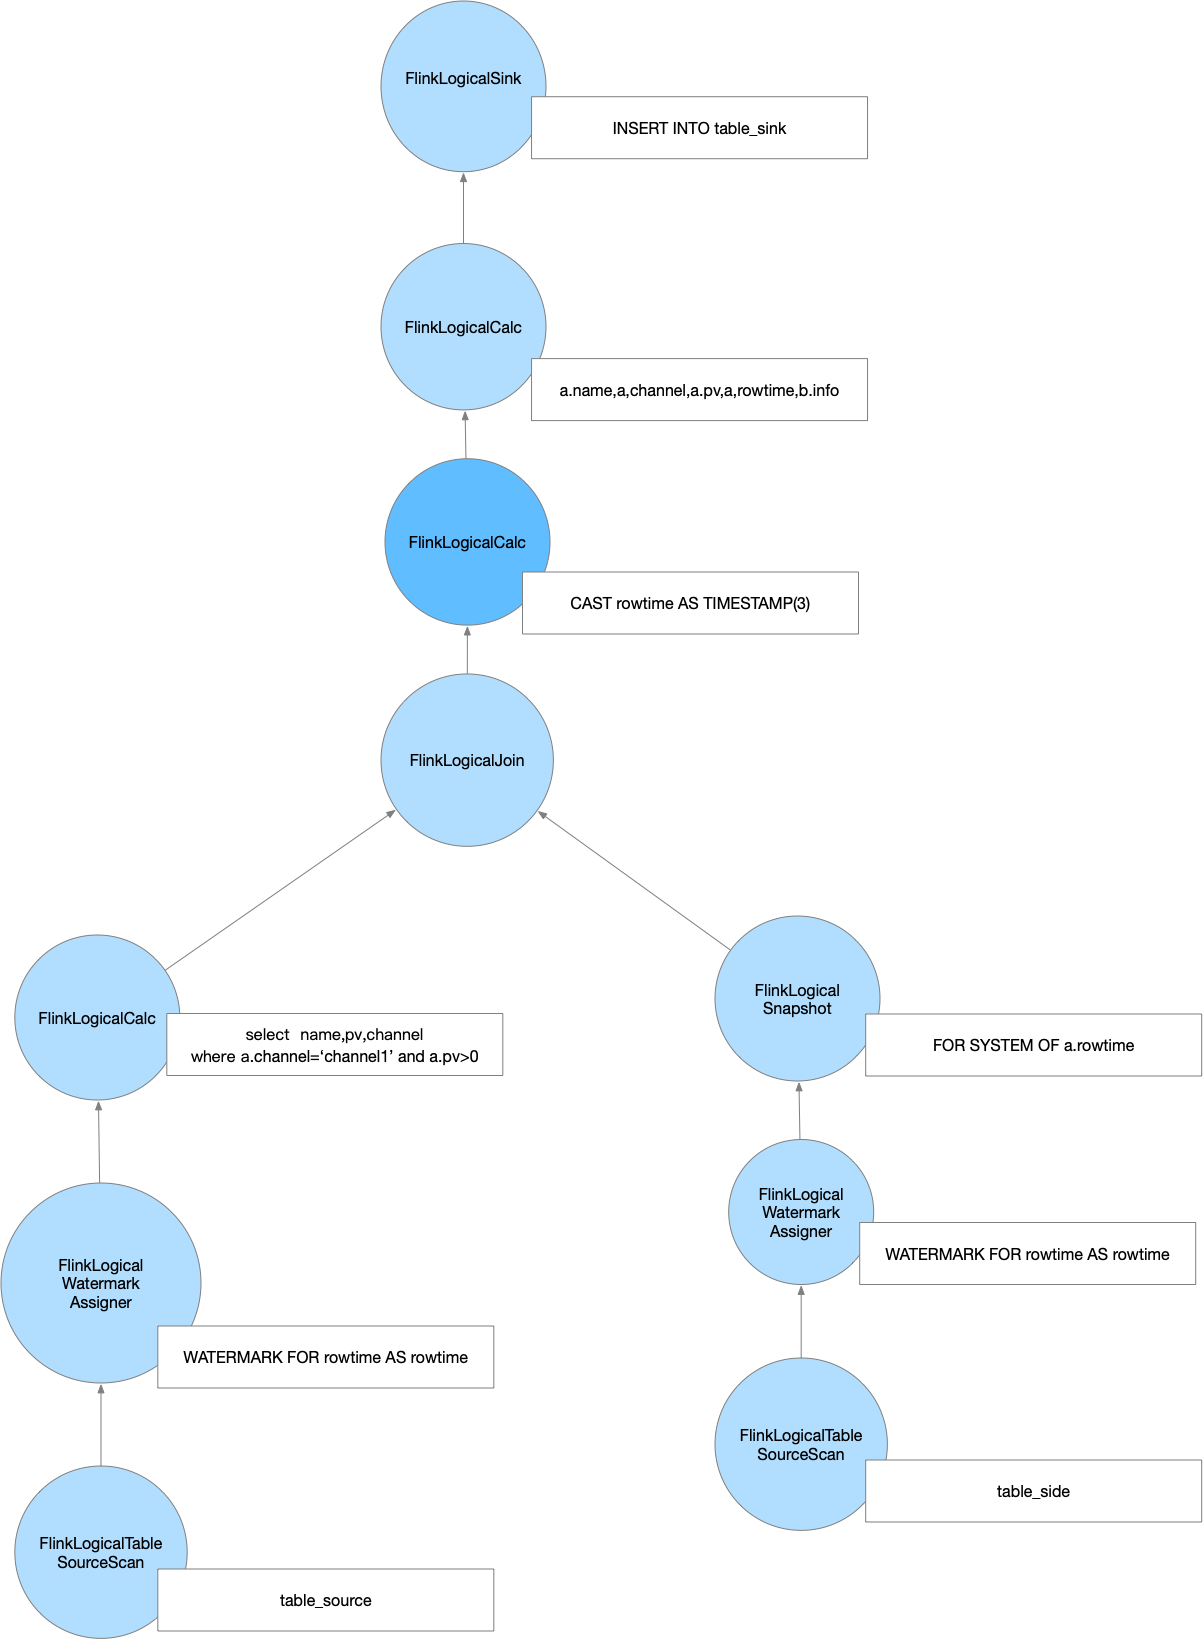 FlinkLogicalSink
INSERT INTO table_sink
FlinkLogicalCalc
a.name,a,channel,a.pv,a,rowtime,b.info
FlinkLogicalCalc
CAST rowtime AS TIMESTAMP(3)
FlinkLogicalJoin
FlinkLogicalCalc
select name,pv,channel
where a.channel=‘channel1’ and a.pv>0
FlinkLogical
Snapshot
FOR SYSTEM OF a.rowtime
FlinkLogical
Watermark
Assigner
WATERMARK FOR rowtime AS rowtime
FlinkLogical
Watermark
Assigner
WATERMARK FOR rowtime AS rowtime
FlinkLogicalTable
SourceScan
table_side
FlinkLogicalTable
SourceScan
table_source